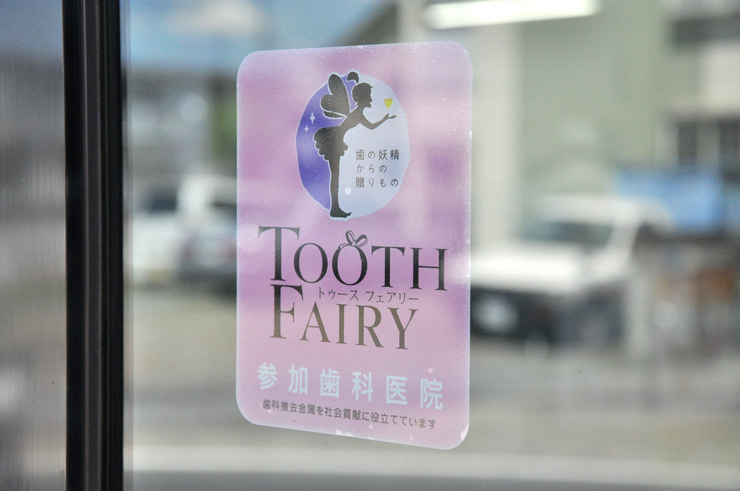 歯の妖精
からの
贈りもの
TOOTH
トゥース フェアリー
FAIRY
参加歯科医院
歯科撤去金属を社会貢献に役立てています